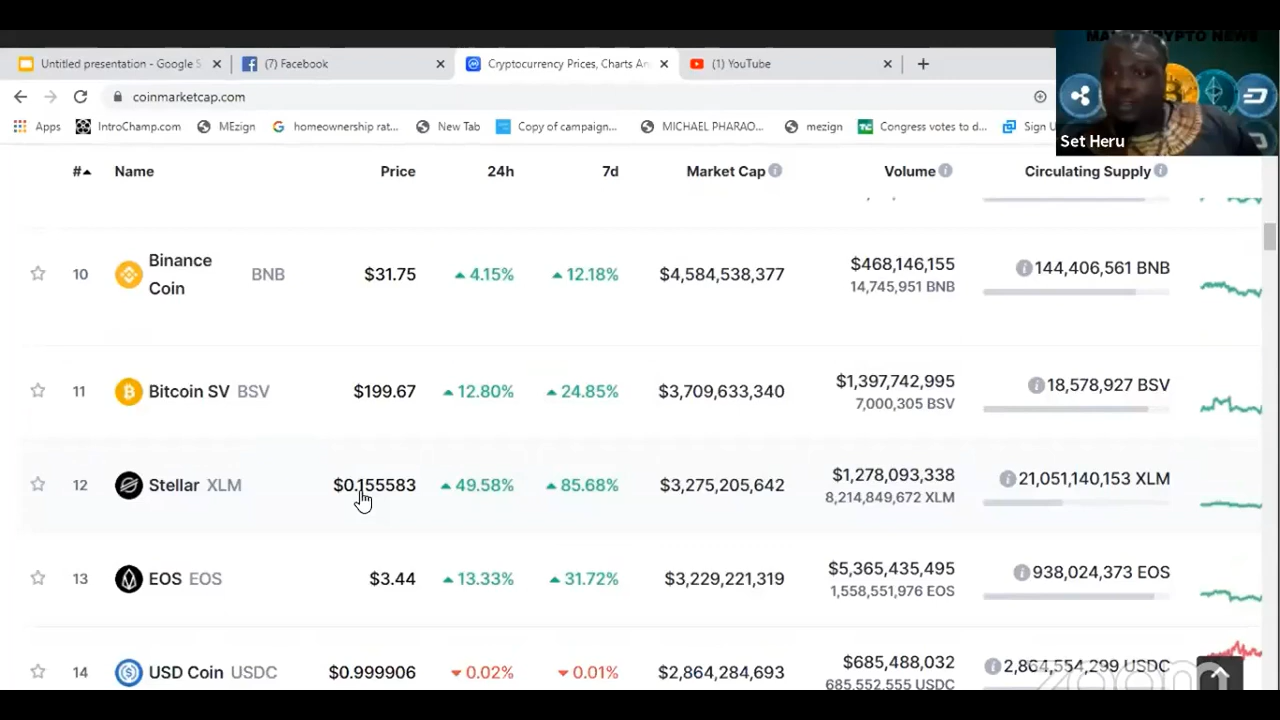 MA CRYPTO NEWS
Untitled presentation - Google S
(7) Facebook
Cryptocurrency Prices, Charts An
(1) YouTube
coinmarketcap.com
Apps
IntroChamp.com
MEzign
homeownership rat...
New Tab
Copy of campaign...
MICHAEL PHARAO...
mezign
Congress votes to d...
Sign U
Set Heru
# Name Price 24h 7d Market Cap Volume Circulating Supply
10 Binance Coin BNB $31.75 4.15% 12.18% $4,584,538,377 $468,146,155 144,406,561 BNB
14,745,951 BNB
11 Bitcoin SV BSV $199.67 12.80% 24.85% $3,709,633,340 $1,397,742,995 18,578,927 BSV
7,000,305 BSV
12 Stellar XLM $0.155583 49.58% 85.68% $3,275,205,642 $1,278,093,338 21,051,140,153 XLM
8,214,849,672 XLM
13 EOS EOS $3.44 13.33% 31.72% $3,229,221,319 $5,365,435,495 938,024,373 EOS
1,558,551,976 EOS
14 USD Coin USDC $0.999906 0.02% 0.01% $2,864,284,693 $685,488,032 2,864,554,299 USDC
685,552,555 USDC
zoom